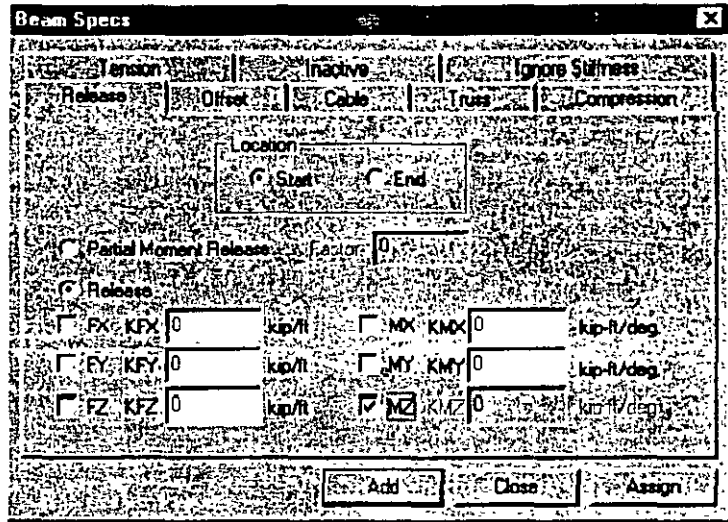 Beam Specs
Tension Inactive Ignore Stiffness
Release Offset Cable Truss Compression
Location
Start End
Partial Moment Release Factor 0
Release
FX KFX 0 kip/ft MX KMX 0 kip-ft/deg
FY KFY 0 kip/ft MY KMY 0 kip-ft/deg
FZ KFZ 0 kip/ft MZ KMZ 0 kip-ft/deg
Add Close Assign